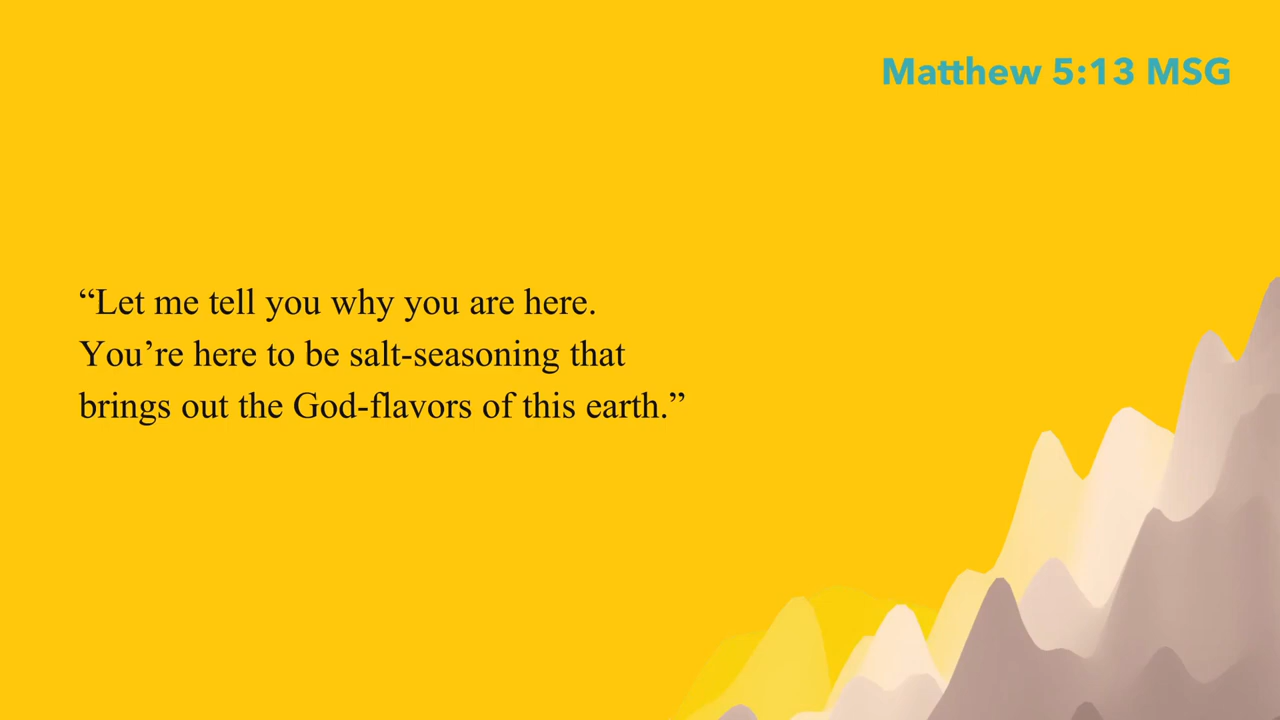 Matthew 5:13 MSG
“Let me tell you why you are here.
You’re here to be salt-seasoning that
brings out the God-flavors of this earth.”